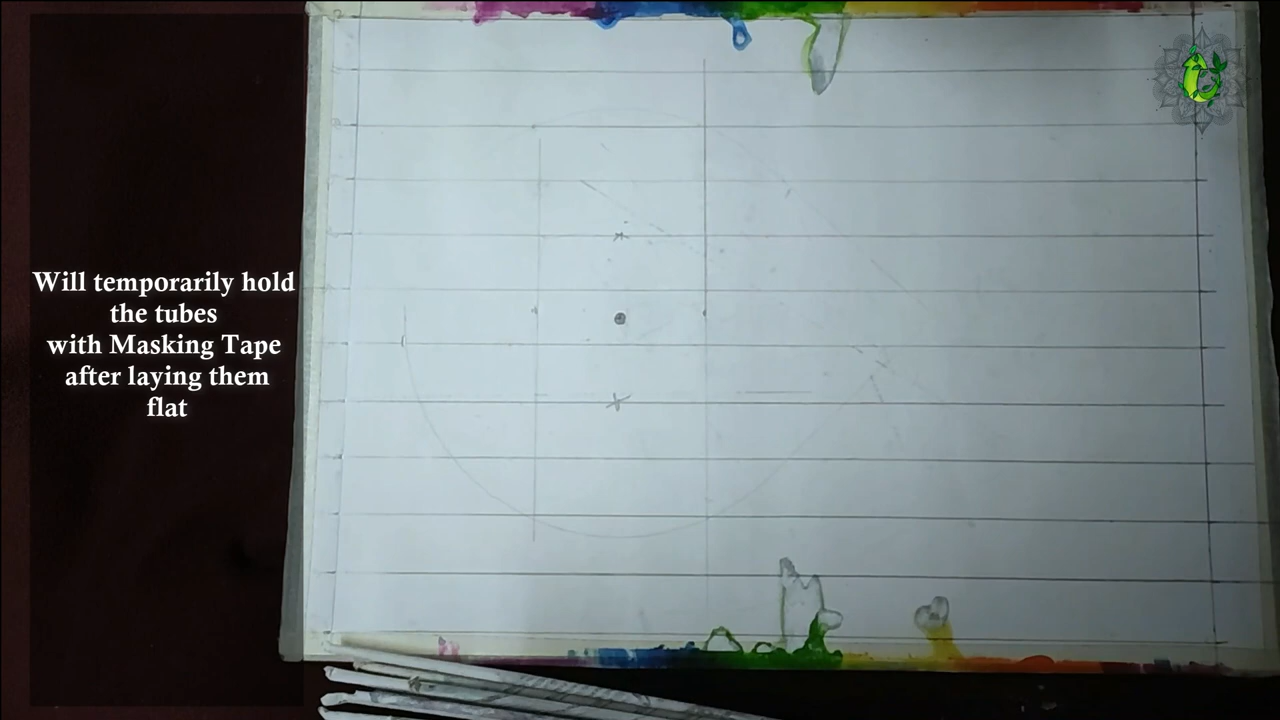 Will temporarily hold
the tubes
with Masking Tape
after laying them
flat